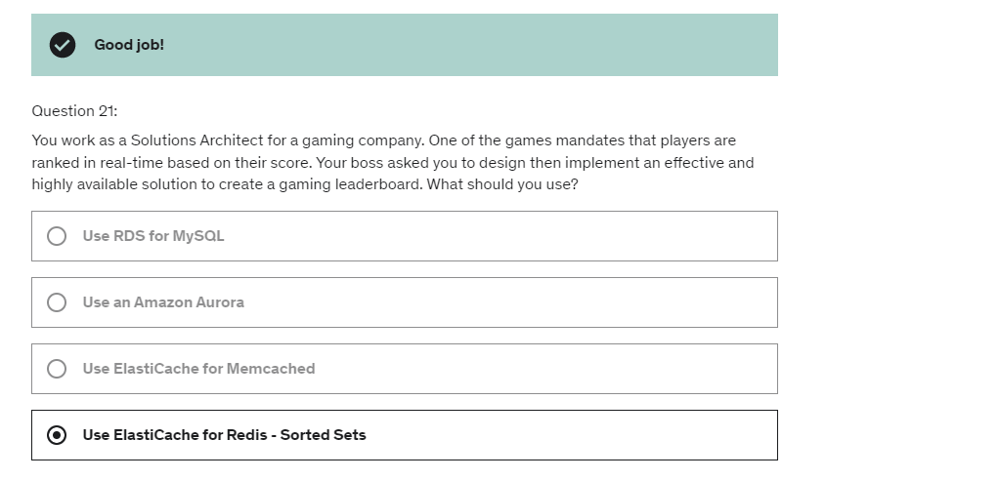 Good job!
Question 21:
You work as a Solutions Architect for a gaming company. One of the games mandates that players are
ranked in real-time based on their score. Your boss asked you to design then implement an effective and
highly available solution to create a gaming leaderboard. What should you use?
Use RDS for MySQL
Use an Amazon Aurora
Use ElastiCache for Memcached
Use ElastiCache for Redis - Sorted Sets